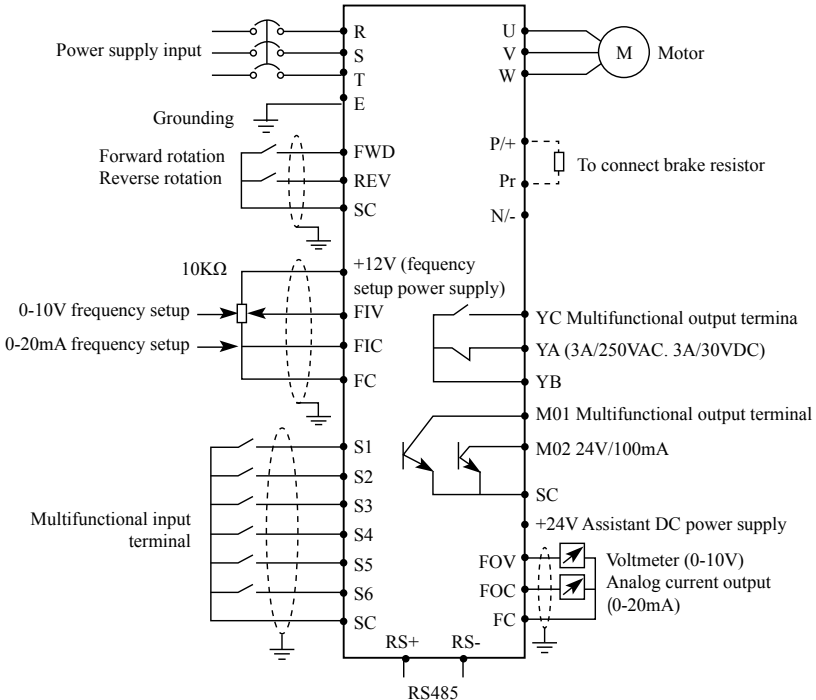 Power supply input
R
S
T
E
Grounding
Forward rotation
Reverse rotation
FWD
REV
SC
10KΩ
+12V (fequency
setup power supply)
0-10V frequency setup
FIV
0-20mA frequency setup
FIC
FC
Multifunctional input
terminal
S1
S2
S3
S4
S5
S6
SC
RS+
RS-
RS485
U
V
W
M
Motor
P/+
Pr
To connect brake resistor
N/-
YC Multifunctional output termina
YA (3A/250VAC. 3A/30VDC)
YB
M01 Multifunctional output terminal
M02 24V/100mA
SC
+24V Assistant DC power supply
FOV
Voltmeter (0-10V)
FOC
Analog current output
(0-20mA)
FC